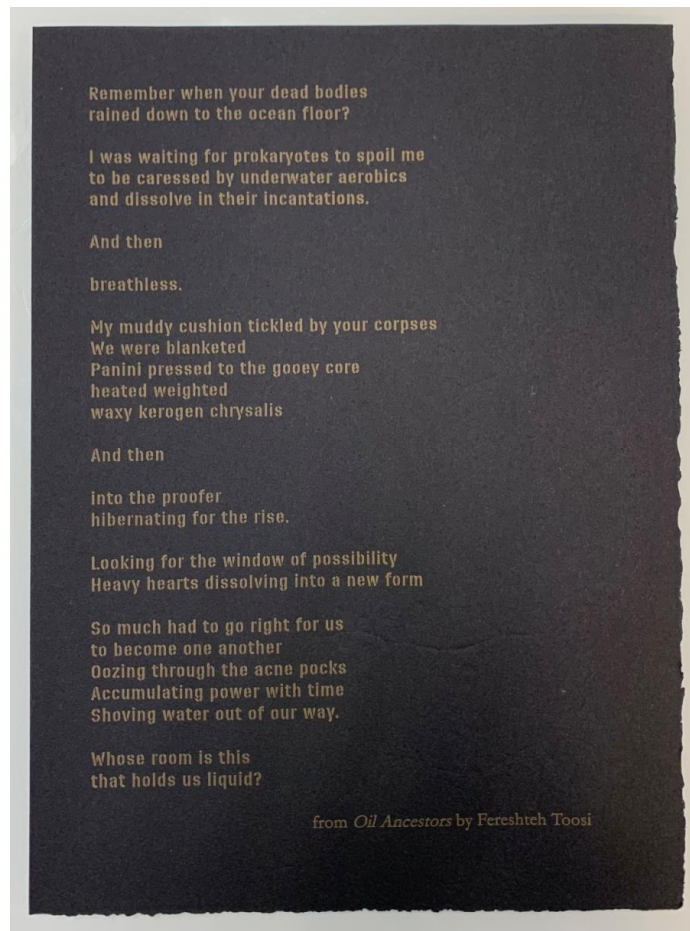 Remember when your dead bodies
rained down to the ocean floor?
I was waiting for prokaryotes to spoil me
to be caressed by underwater aerobics
and dissolve in their incantations.
And then
breathless.
My muddy cushion tickled by your corpses
We were blanketed
Panini pressed to the gooey core
heated weighted
waxy kerogen chrysalis
And then
into the proofer
hibernating for the rise.
Looking for the window of possibility
Heavy hearts dissolving into a new form
So much had to go right for us
to become one another
Oozing through the acne pocks
Accumulating power with time
Shoving water out of our way.
Whose room is this
that holds us liquid?
from Oil Ancestors by Fereshteh Toosi